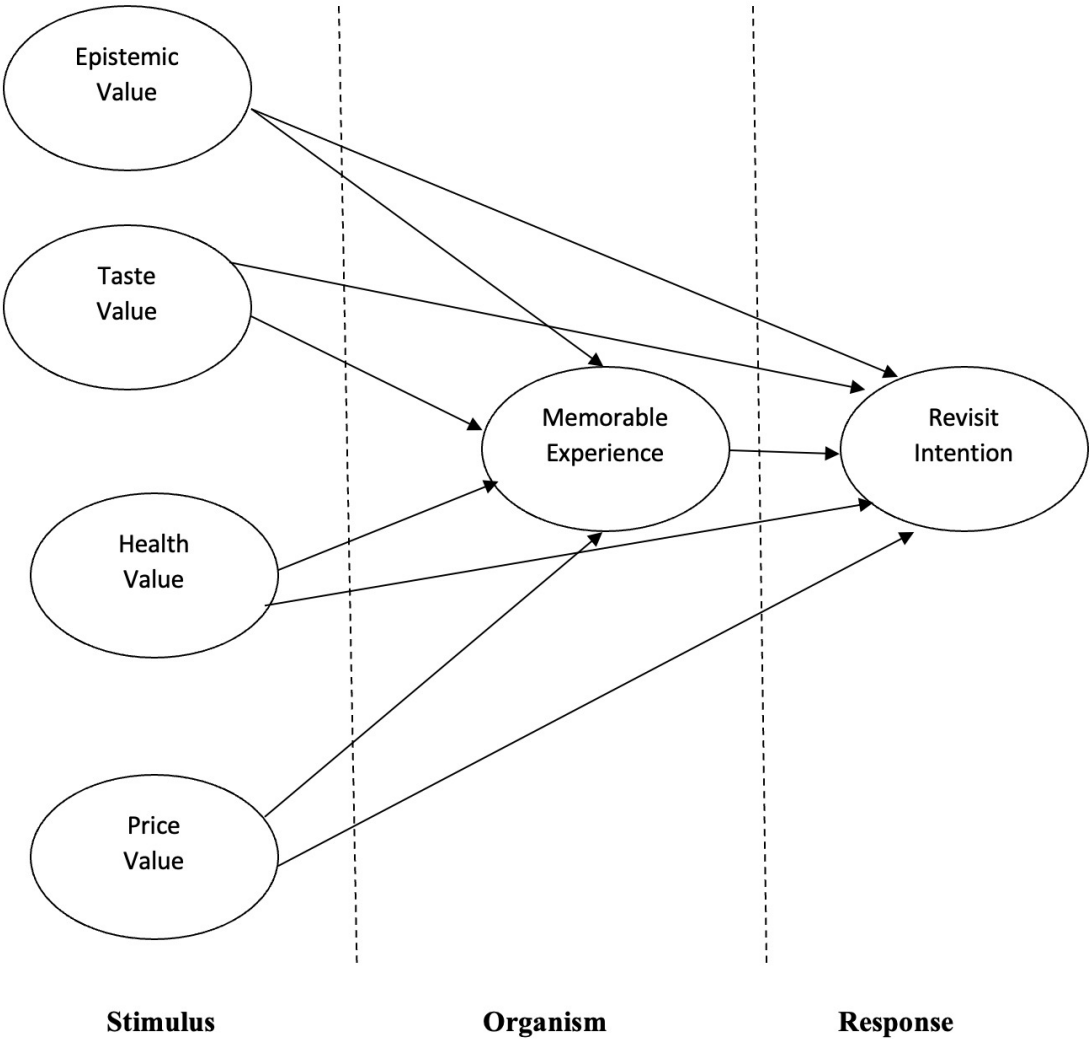 Epistemic
Value
Taste
Value
Memorable
Experience
Revisit
Intention
Health
Value
Price
Value
Stimulus
Organism
Response